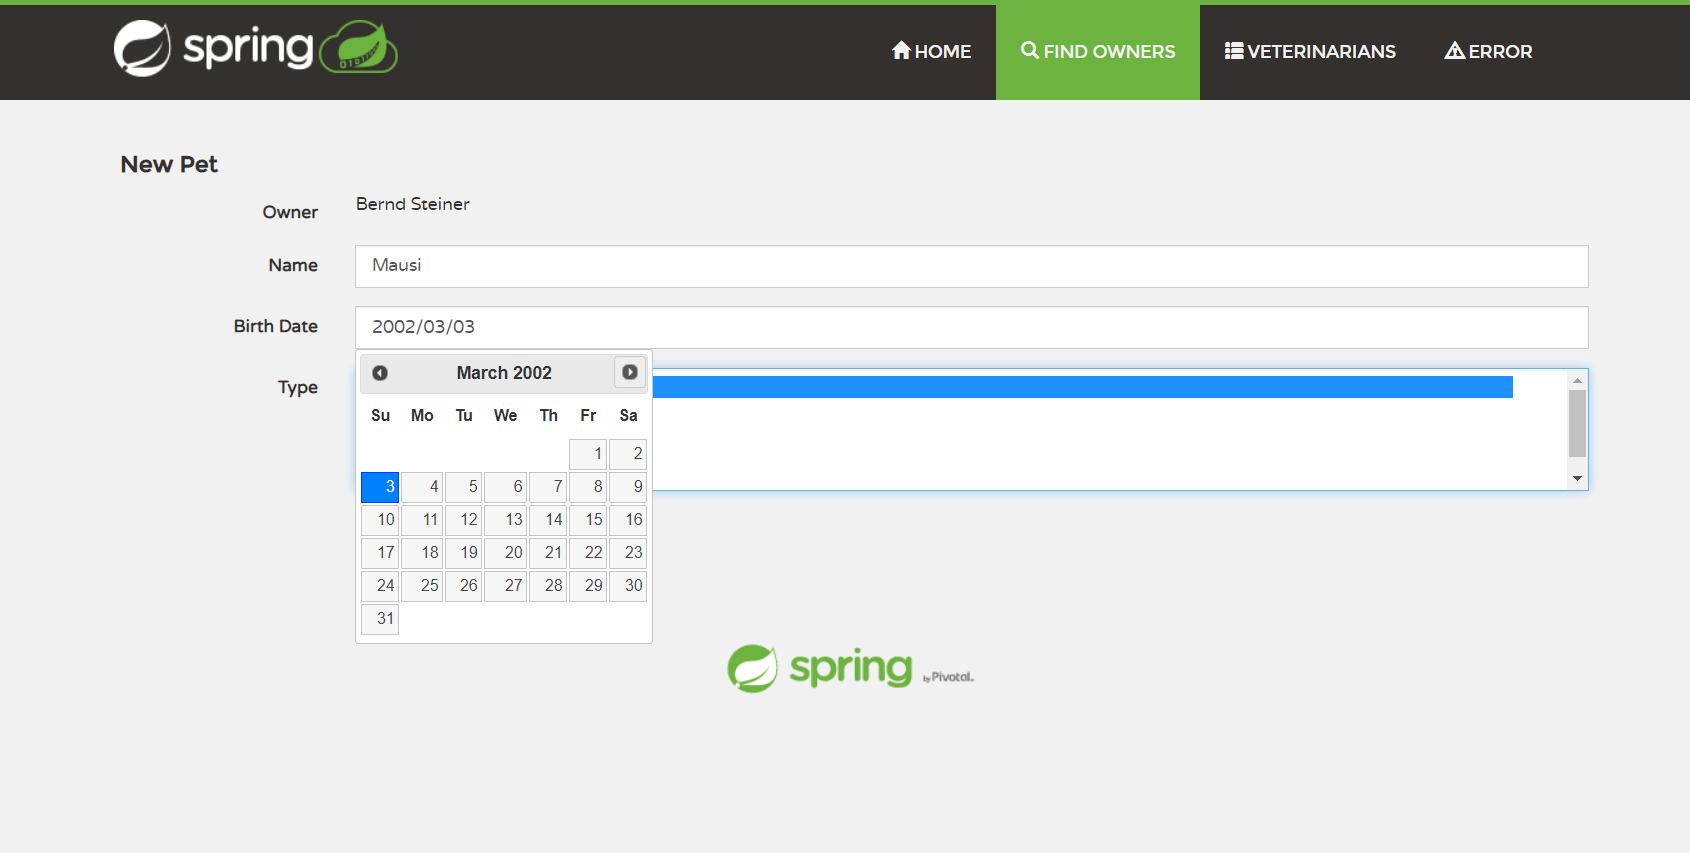 spring
HOME
FIND OWNERS
VETERINARIANS
ERROR
New Pet
Owner Bernd Steiner
Name Mausi
Birth Date 2002/03/03
Type
March 2002
Su Mo Tu We Th Fr Sa
1 2
3 4 5 6 7 8 9
10 11 12 13 14 15 16
17 18 19 20 21 22 23
24 25 26 27 28 29 30
31
spring by Pivotal